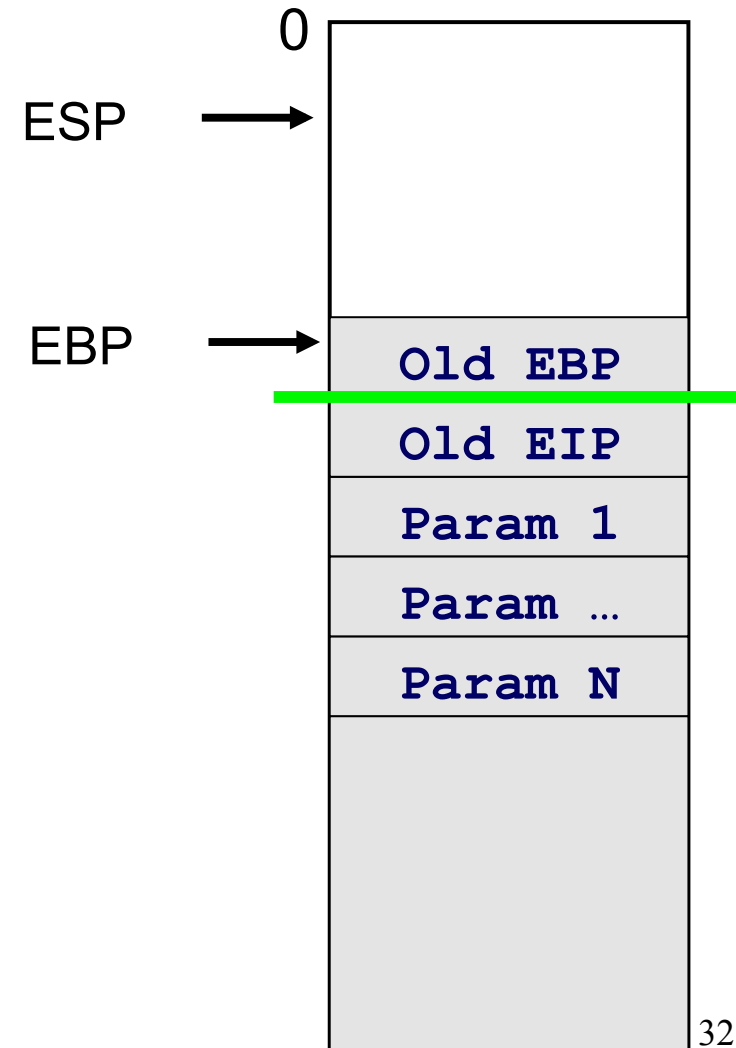 0
ESP
EBP
Old EBP
Old EIP
Param 1
Param …
Param N
32